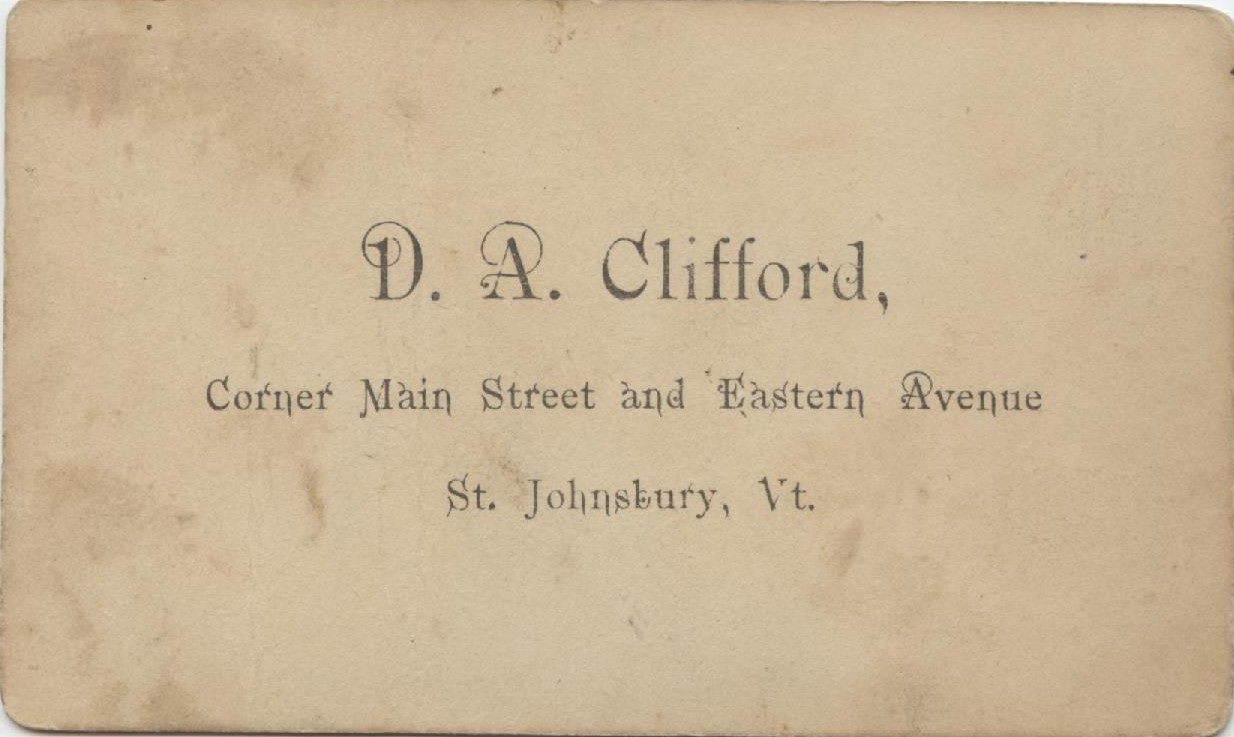 D. A. Clifford,
Corner Main Street and Eastern Avenue
St. Johnsbury, Vt.